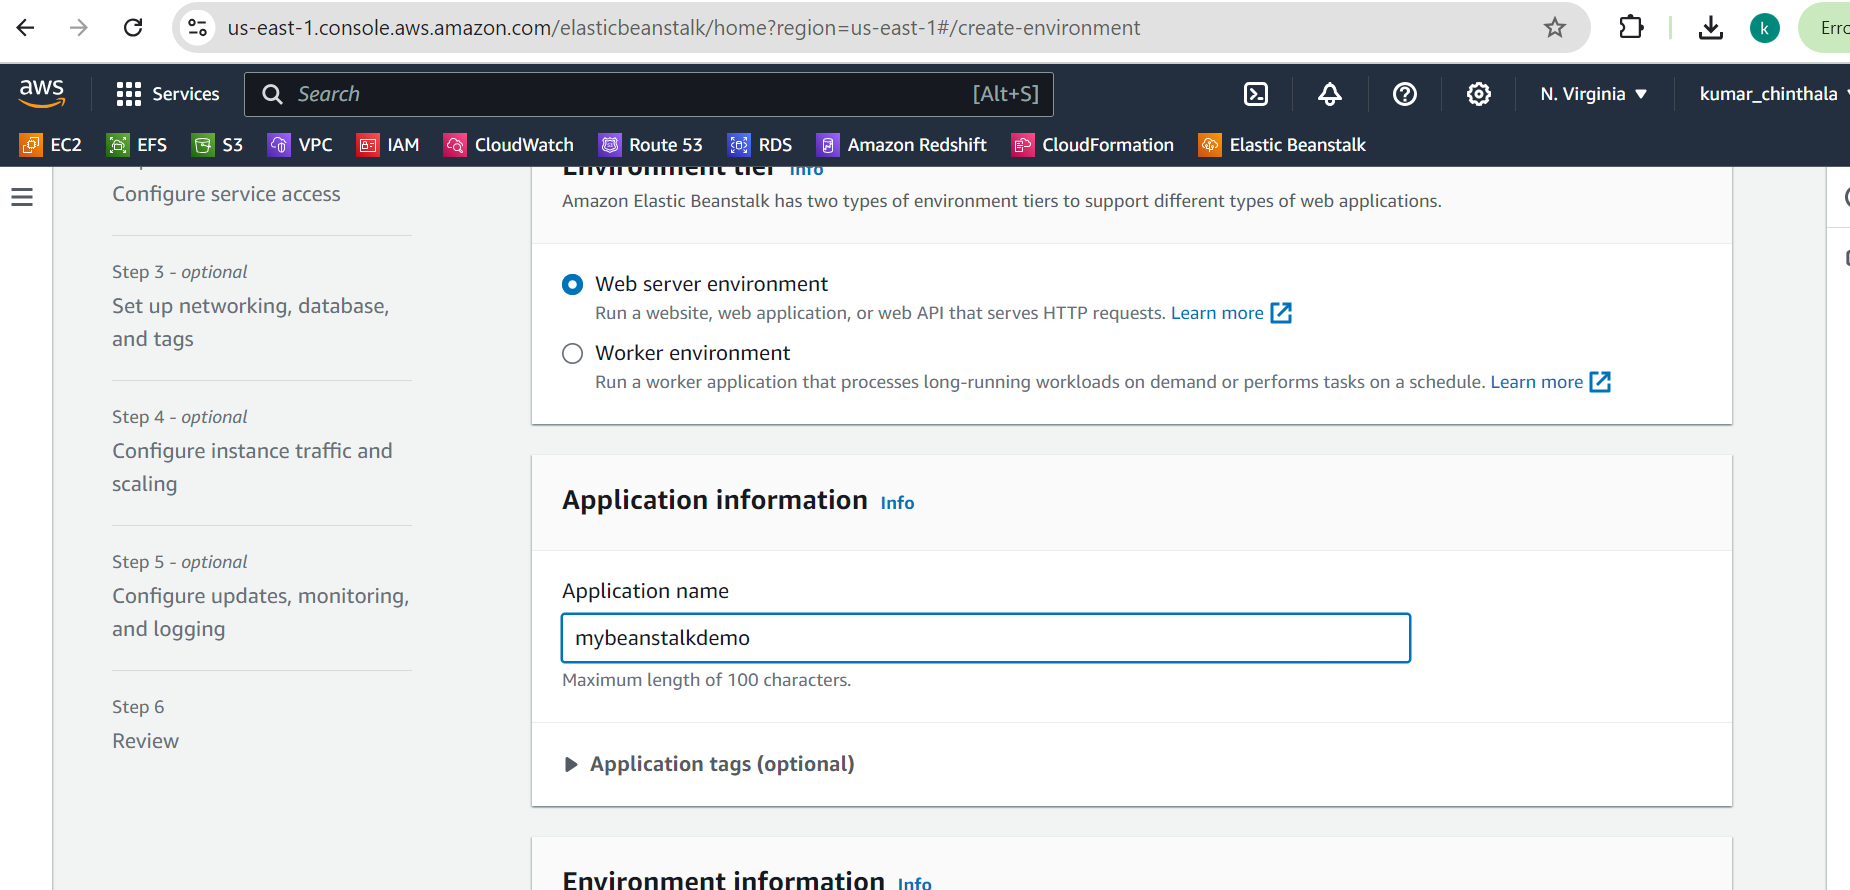 us-east-1.console.aws.amazon.com/elasticbeanstalk/home?region=us-east-1#/create-environment
k
aws
Services
Search
[Alt+S]
N. Virginia
kumar_chinthala
EC2
EFS
S3
VPC
IAM
CloudWatch
Route 53
RDS
Amazon Redshift
CloudFormation
Elastic Beanstalk
Configure service access
Step 3 - optional
Set up networking, database,
and tags
Step 4 - optional
Configure instance traffic and
scaling
Step 5 - optional
Configure updates, monitoring,
and logging
Step 6
Review
Environment tier Info
Amazon Elastic Beanstalk has two types of environment tiers to support different types of web applications.
Web server environment
Run a website, web application, or web API that serves HTTP requests. Learn more
Worker environment
Run a worker application that processes long-running workloads on demand or performs tasks on a schedule. Learn more
Application information Info
Application name
mybeanstalkdemo
Maximum length of 100 characters.
Application tags (optional)
Environment information Info